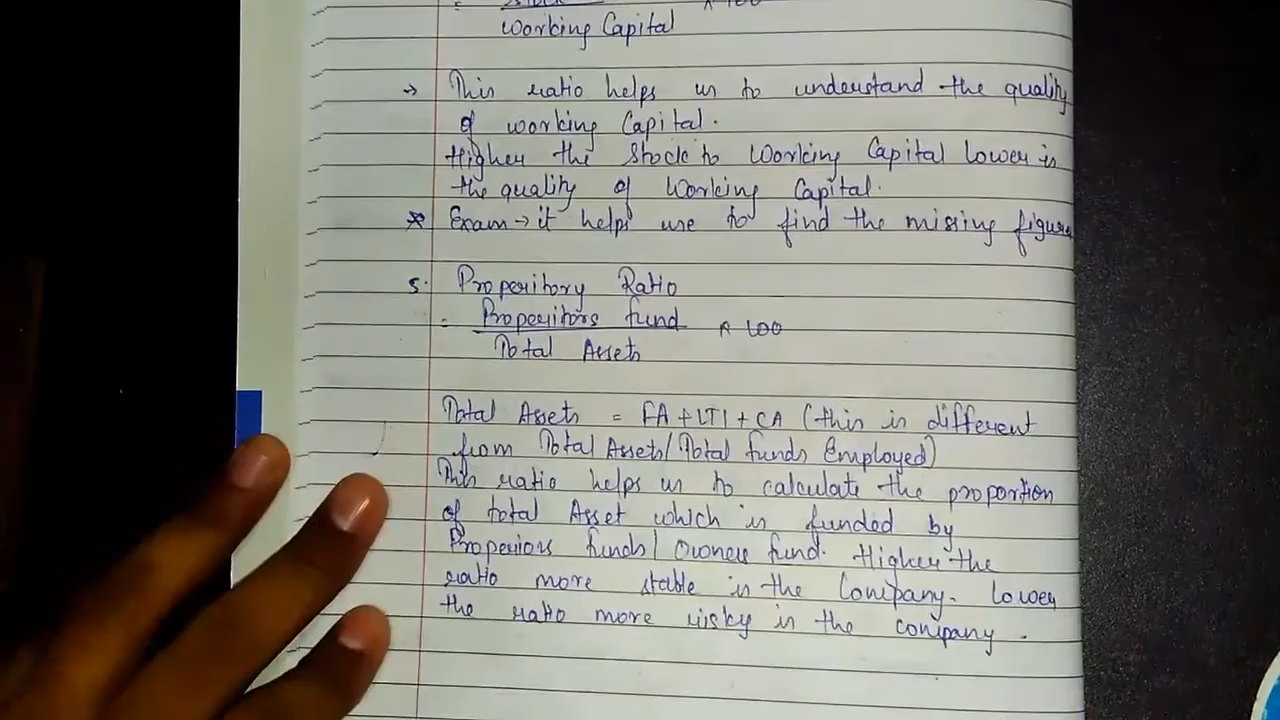 Working Capital
→ This ratio helps us to understand the quality
of working Capital.
Higher the Stock to Working Capital lower is
the quality of Working Capital.
* Exam → it helps use to find the missing figure
5. Properitory Ratio
= Properitors fund x 100
Total Assets
Total Assets = FA + LTI + CA (this is different
from Total Assets/Total funds Employed)
This ratio helps us to calculate the proportion
of total Asset which is funded by
Properiors funds/Owners fund. Higher the
ratio more stable is the Company. Lower
the ratio more risky is the company.